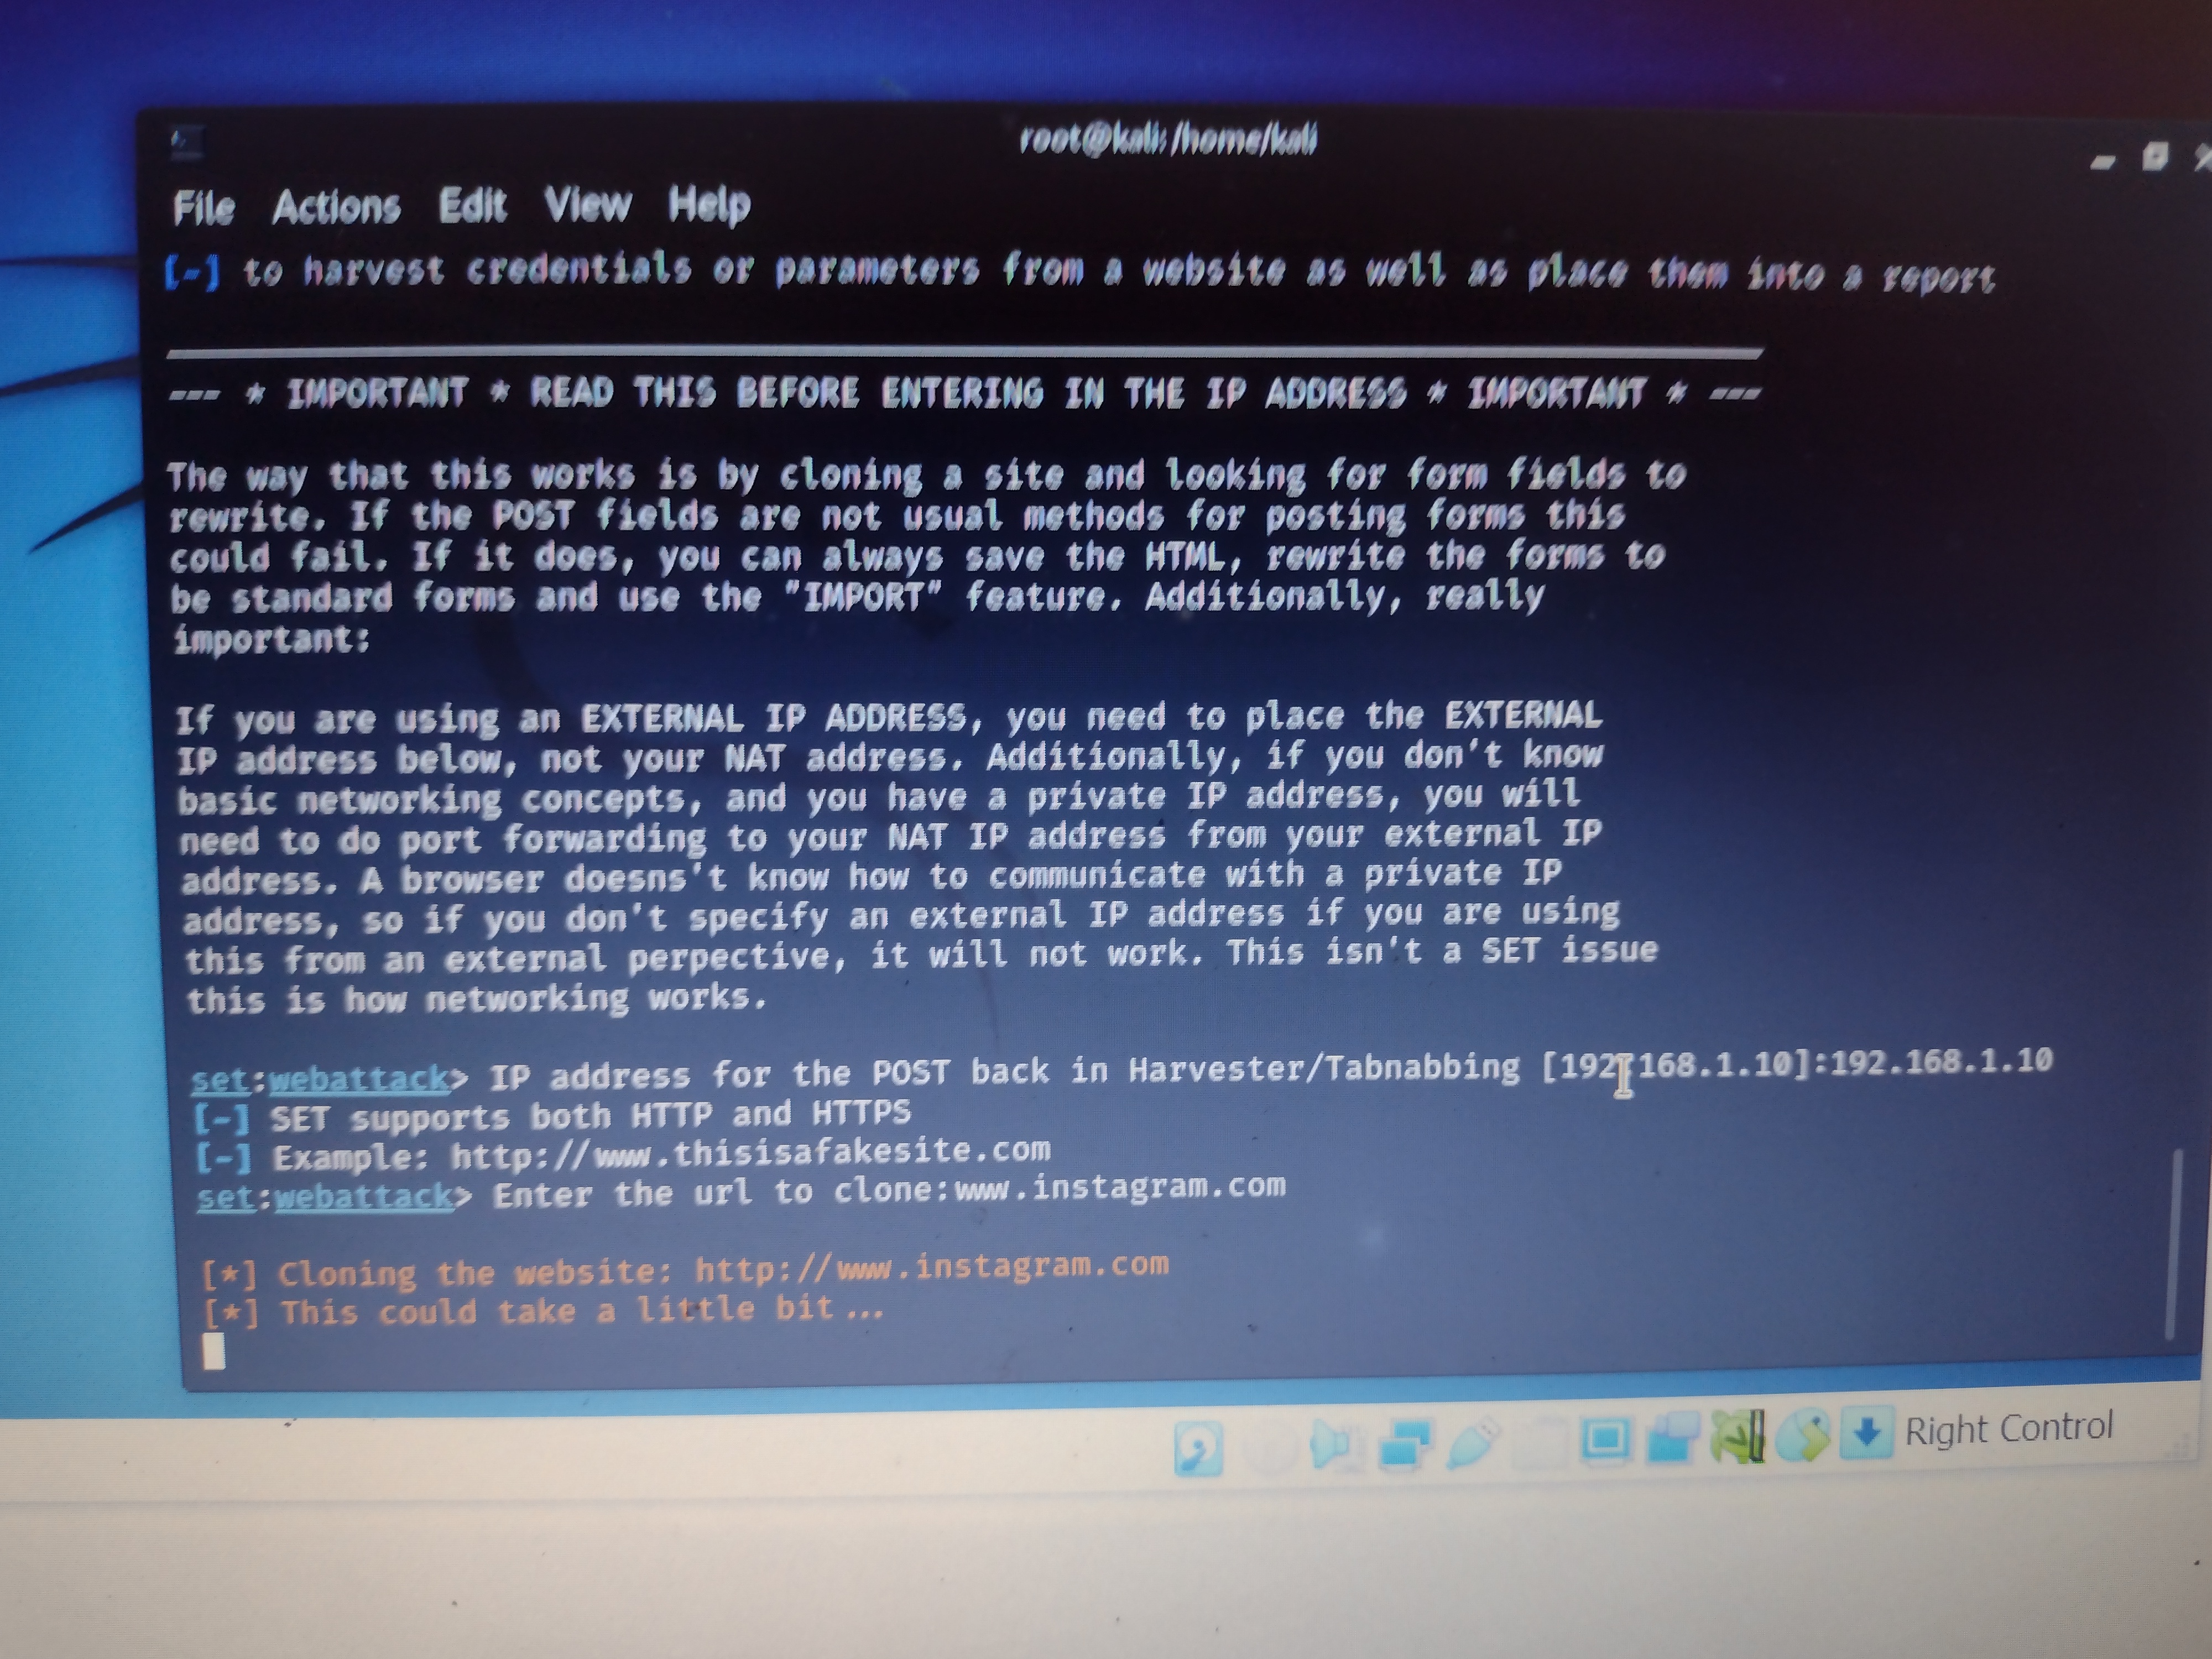 root@kali: /home/kali
File Actions Edit View Help
[-] to harvest credentials or parameters from a website as well as place them into a report
--- * IMPORTANT * READ THIS BEFORE ENTERING IN THE IP ADDRESS * IMPORTANT * ---
The way that this works is by cloning a site and looking for form fields to
rewrite. If the POST fields are not usual methods for posting forms this
could fail. If it does, you can always save the HTML, rewrite the forms to
be standard forms and use the "IMPORT" feature. Additionally, really
important:
If you are using an EXTERNAL IP ADDRESS, you need to place the EXTERNAL
IP address below, not your NAT address. Additionally, if you don't know
basic networking concepts, and you have a private IP address, you will
need to do port forwarding to your NAT IP address from your external IP
address. A browser doesns't know how to communicate with a private IP
address, so if you don't specify an external IP address if you are using
this from an external perpective, it will not work. This isn't a SET issue
this is how networking works.
set:webattack> IP address for the POST back in Harvester/Tabnabbing [192.168.1.10]:192.168.1.10
[-] SET supports both HTTP and HTTPS
[-] Example: http://www.thisisafakesite.com
set:webattack> Enter the url to clone:www.instagram.com
[*] Cloning the website: http://www.instagram.com
[*] This could take a little bit...
Right Control